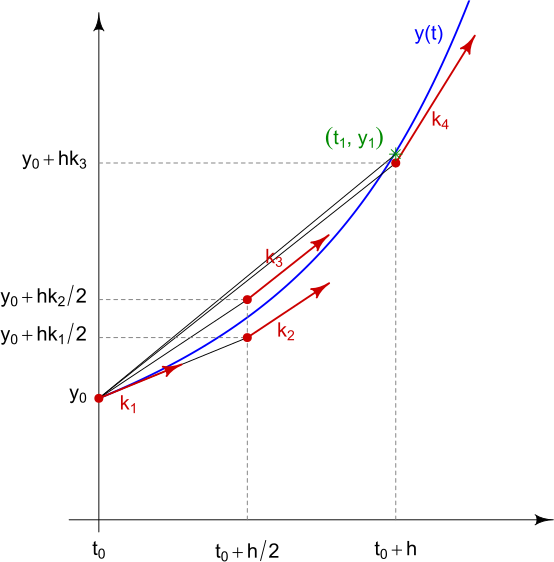 y(t)
k₄
(t₁, y₁)
y₀+hk₃
k₃
y₀+hk₂/2
k₂
y₀+hk₁/2
y₀
k₁
t₀
t₀+h/2
t₀+h